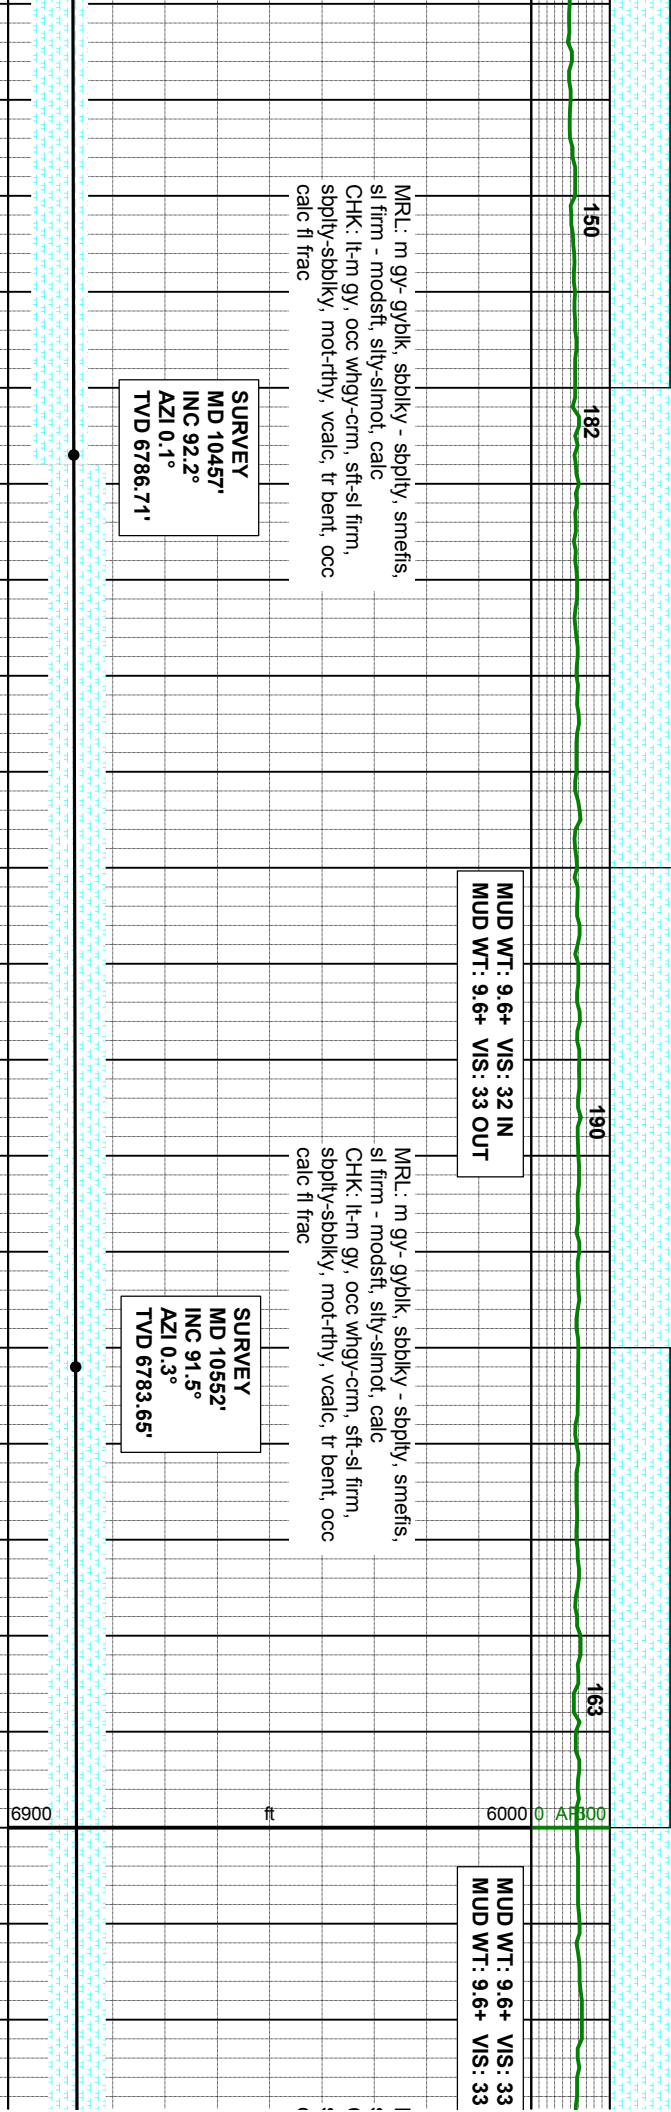 150
182
MRL: m gy- gyblk, sbblky - sbplty, smefis,
sl firm - modsft, slty-slmot, calc
CHK: lt-m gy, occ whgy-crm, sft-sl firm,
sbplty-sbblky, mot-rthy, vcalc, tr bent, occ
calc fl frac
SURVEY
MD 10457'
INC 92.2°
AZI 0.1°
TVD 6786.71'
MUD WT: 9.6+ VIS: 32 IN
MUD WT: 9.6+ VIS: 33 OUT
190
MRL: m gy- gyblk, sbblky - sbplty, smefis,
sl firm - modsft, slty-slmot, calc
CHK: lt-m gy, occ whgy-crm, sft-sl firm,
sbplty-sbblky, mot-rthy, vcalc, tr bent, occ
calc fl frac
SURVEY
MD 10552'
INC 91.5°
AZI 0.3°
TVD 6783.65'
163
6900 ft 6000 0 300
MUD WT: 9.6+ VIS: 33
MUD WT: 9.6+ VIS: 33